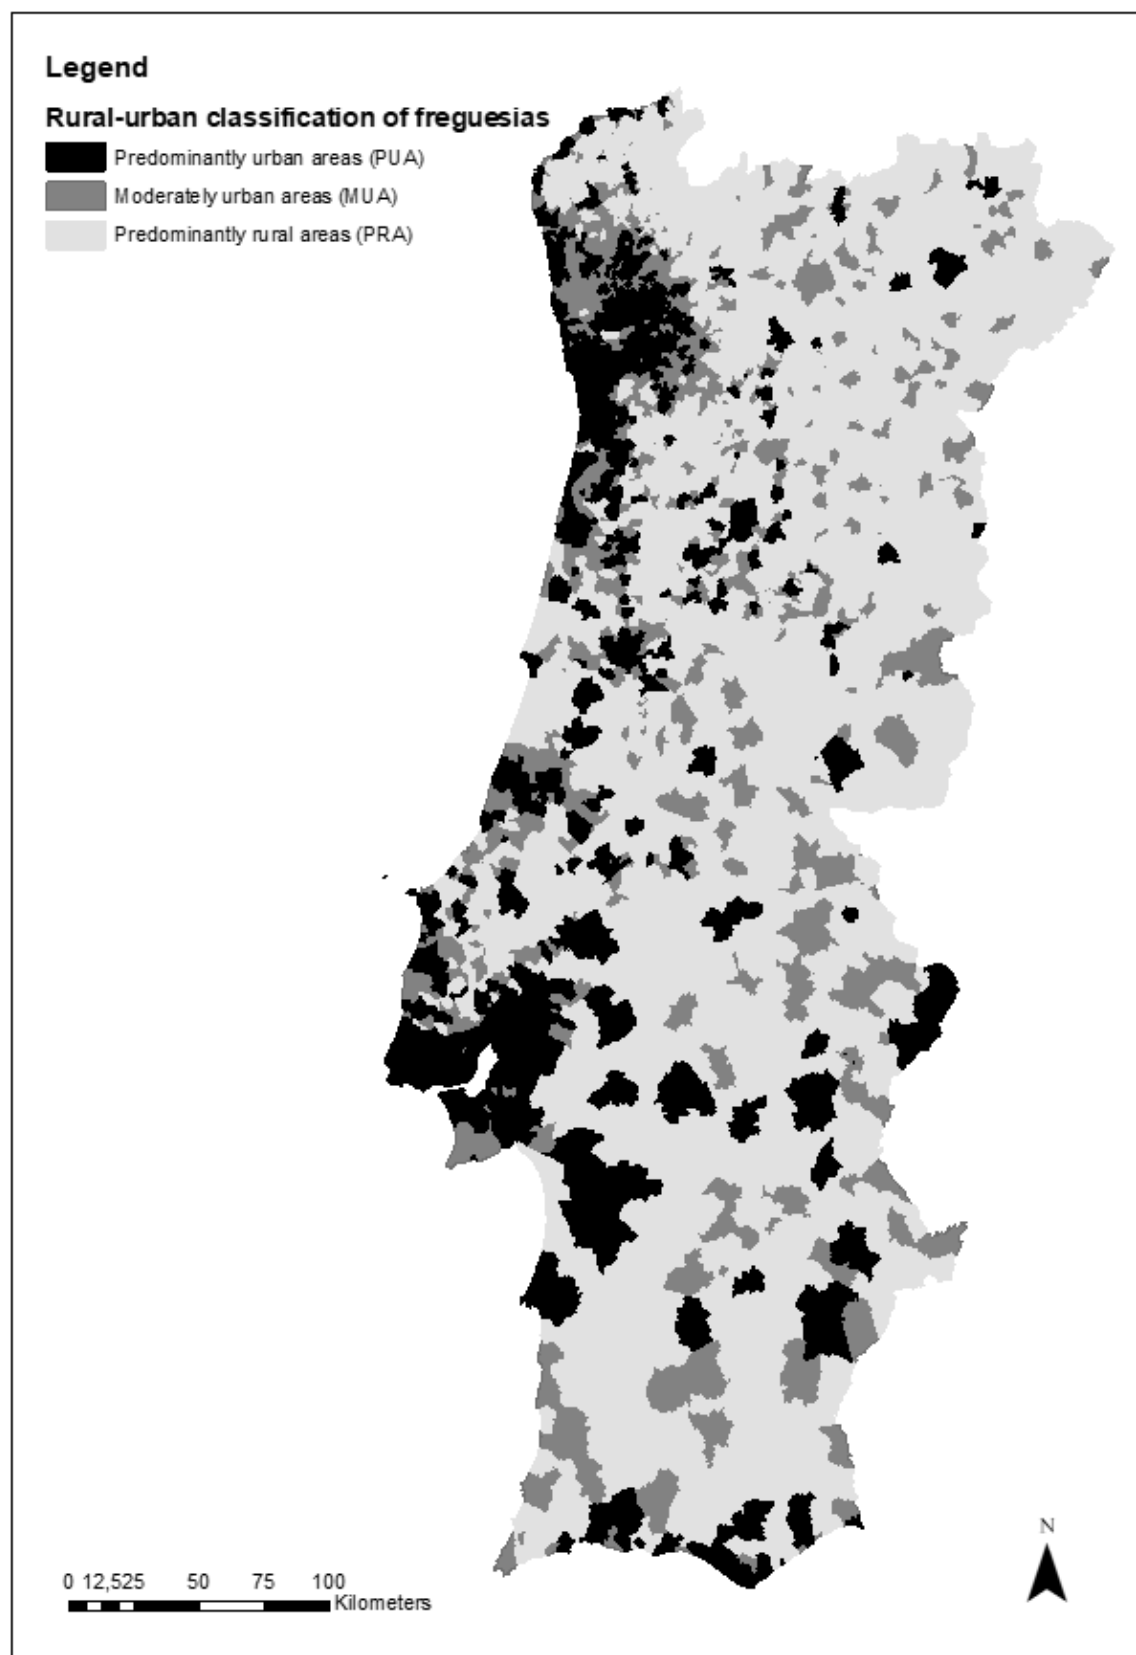 Legend
Rural-urban classification of freguesias
Predominantly urban areas (PUA)
Moderately urban areas (MUA)
Predominantly rural areas (PRA)
N
0 12,525 50 75 100
Kilometers